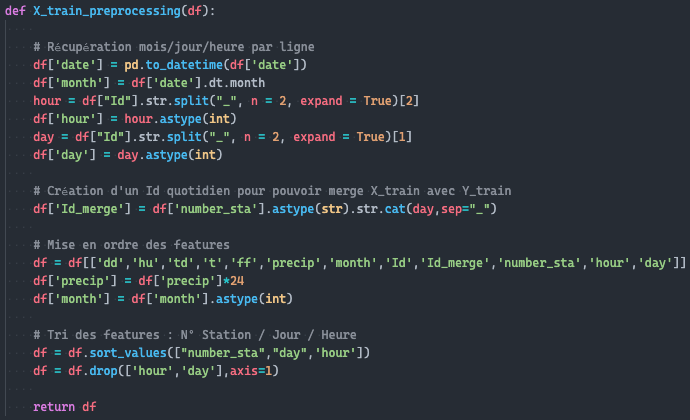 def X_train_preprocessing(df):
# Récupération mois/jour/heure par ligne
df['date'] = pd.to_datetime(df['date'])
df['month'] = df['date'].dt.month
hour = df["Id"].str.split("_", n = 2, expand = True)[2]
df['hour'] = hour.astype(int)
day = df["Id"].str.split("_", n = 2, expand = True)[1]
df['day'] = day.astype(int)
# Création d'un Id quotidien pour pouvoir merge X_train avec Y_train
df['Id_merge'] = df['number_sta'].astype(str).str.cat(day,sep="_")
# Mise en ordre des features
df = df[['dd','hu','td','t','ff','precip','month','Id','Id_merge','number_sta','hour','day']]
df['precip'] = df['precip']*24
df['month'] = df['month'].astype(int)
# Tri des features : N° Station / Jour / Heure
df = df.sort_values(["number_sta","day",'hour'])
df = df.drop(['hour','day'],axis=1)
return df